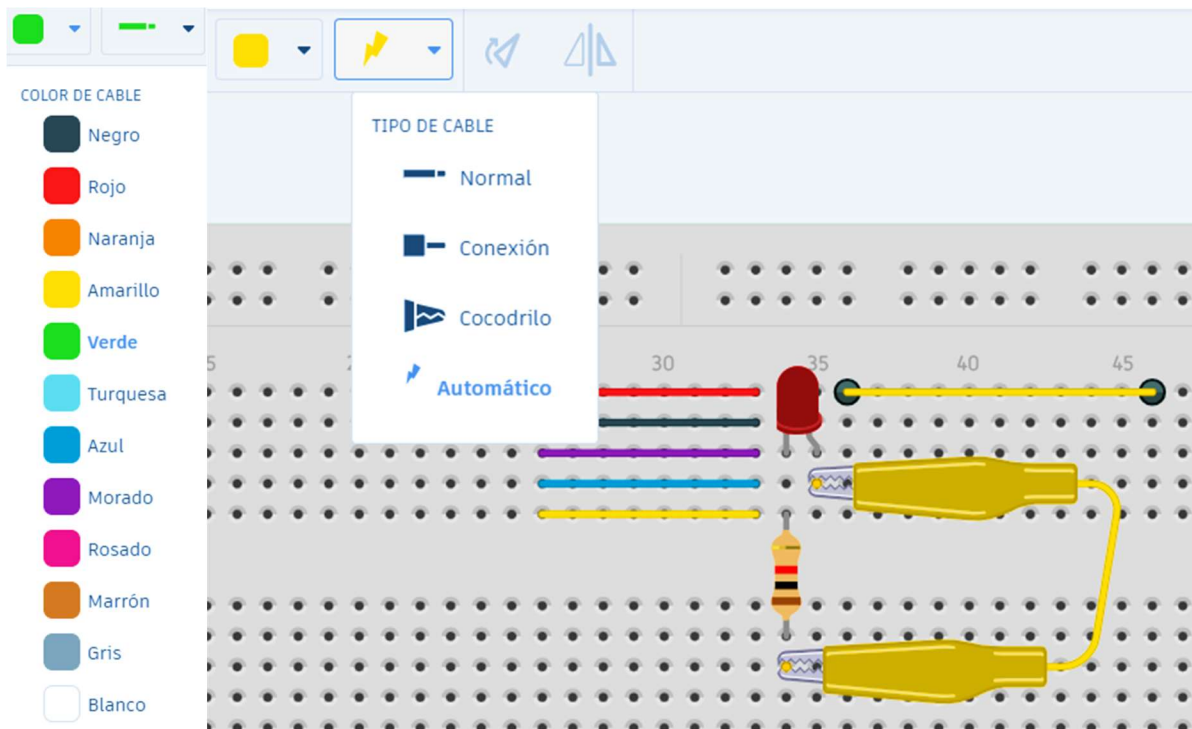 COLOR DE CABLE
Negro
Rojo
Naranja
Amarillo
Verde
Turquesa
Azul
Morado
Rosado
Marrón
Gris
Blanco
TIPO DE CABLE
Normal
Conexión
Cocodrilo
Automático
30 35 40 45